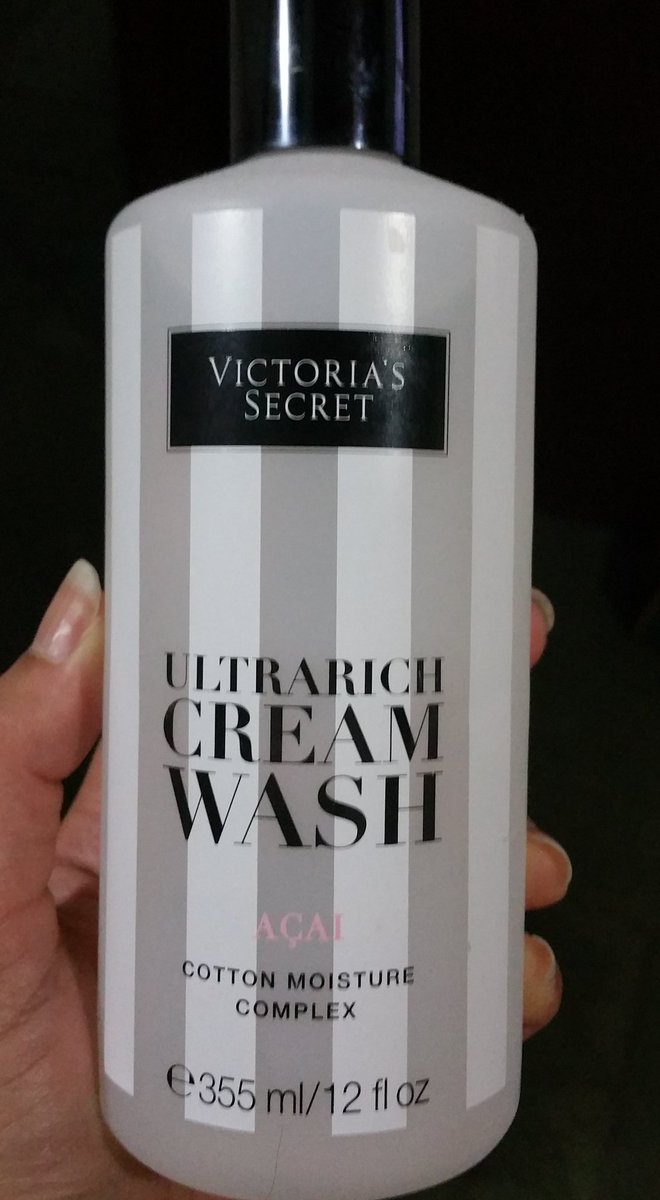 VICTORIA'S
SECRET
ULTRARICH
CREAM
WASH
AÇAI
COTTON MOISTURE
COMPLEX
℮355 ml/12 fl oz